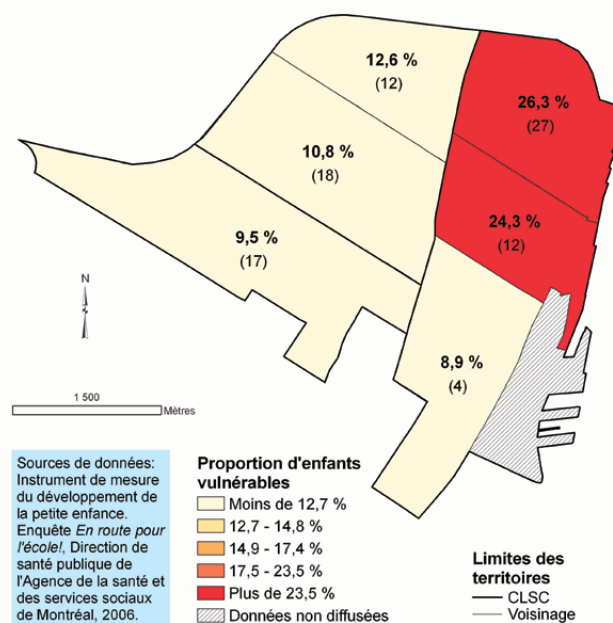 12,6 %
(12)
26,3 %
(27)
10,8 %
(18)
24,3 %
(12)
9,5 %
(17)
8,9 %
(4)
N
1 500
Mètres
Sources de données:
Instrument de mesure
du développement de
la petite enfance.
Enquête En route pour
l'école!, Direction de
santé publique de
l'Agence de la santé et
des services sociaux
de Montréal, 2006.
Proportion d'enfants
vulnérables
Moins de 12,7 %
12,7 - 14,8 %
14,9 - 17,4 %
17,5 - 23,5 %
Plus de 23,5 %
Données non diffusées
Limites des
territoires
CLSC
Voisinage